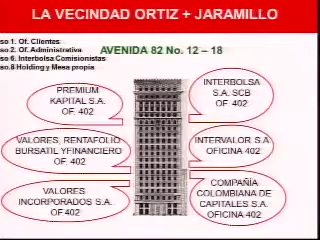 LA VECINDAD ORTIZ + JARAMILLO
so 1. Of. Clientes
so 2. Of. Administrativa
so 6. Interbolsa Comisionistas
so.8 Holding y Mesa propia
AVENIDA 82 No. 12 – 18
PREMIUM
KAPITAL S.A.
OF. 402
INTERBOLSA
S.A. SCB
OF. 402
VALORES, RENTAFOLIO
BURSATIL YFINANCIERO
OF. 402
INTERVALOR S.A
OFICINA 402
VALORES
INCORPORADOS S.A.
OF 402
COMPAÑÍA
COLOMBIANA DE
CAPITALES S.A.
OFICINA 402